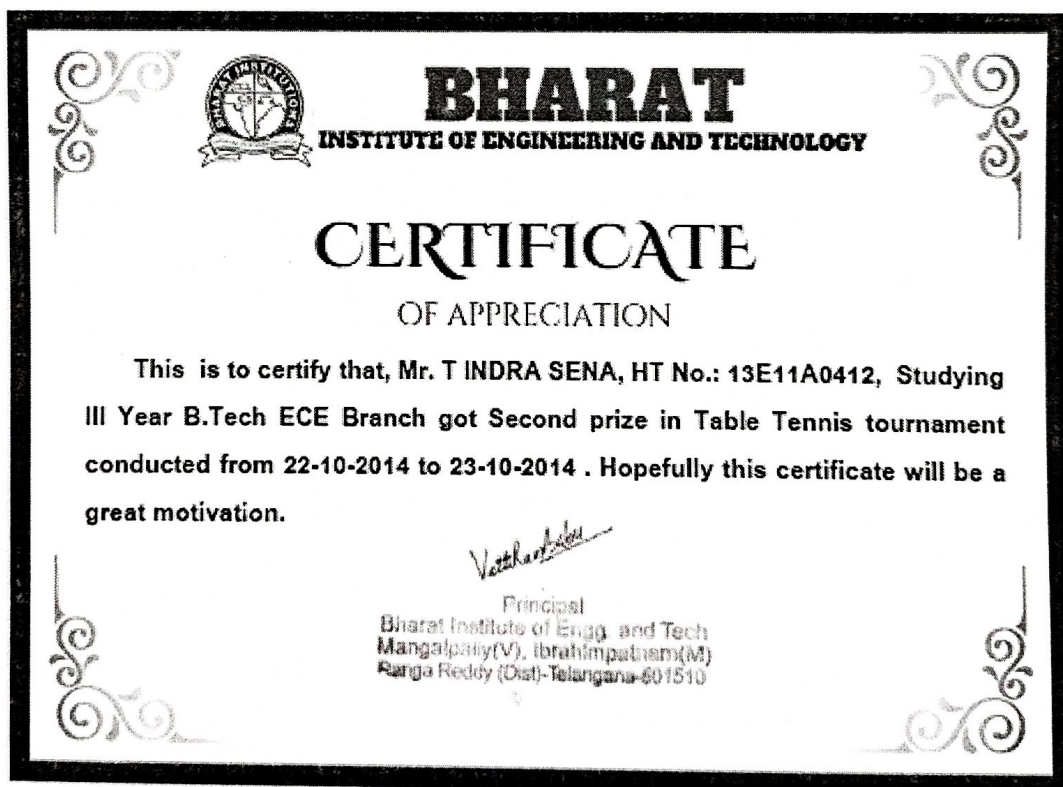 BHARAT INSTITUTIONS
BHARAT
INSTITUTE OF ENGINEERING AND TECHNOLOGY
CERTIFICATE
OF APPRECIATION
This is to certify that, Mr. T INDRA SENA, HT No.: 13E11A0412, Studying
III Year B.Tech ECE Branch got Second prize in Table Tennis tournament
conducted from 22-10-2014 to 23-10-2014 . Hopefully this certificate will be a
great motivation.
Principal
Bharat Institute of Engg. and Tech
Mangalpally(V), Ibrahimpatnam(M)
Ranga Reddy (Dist)-Telangana-501510